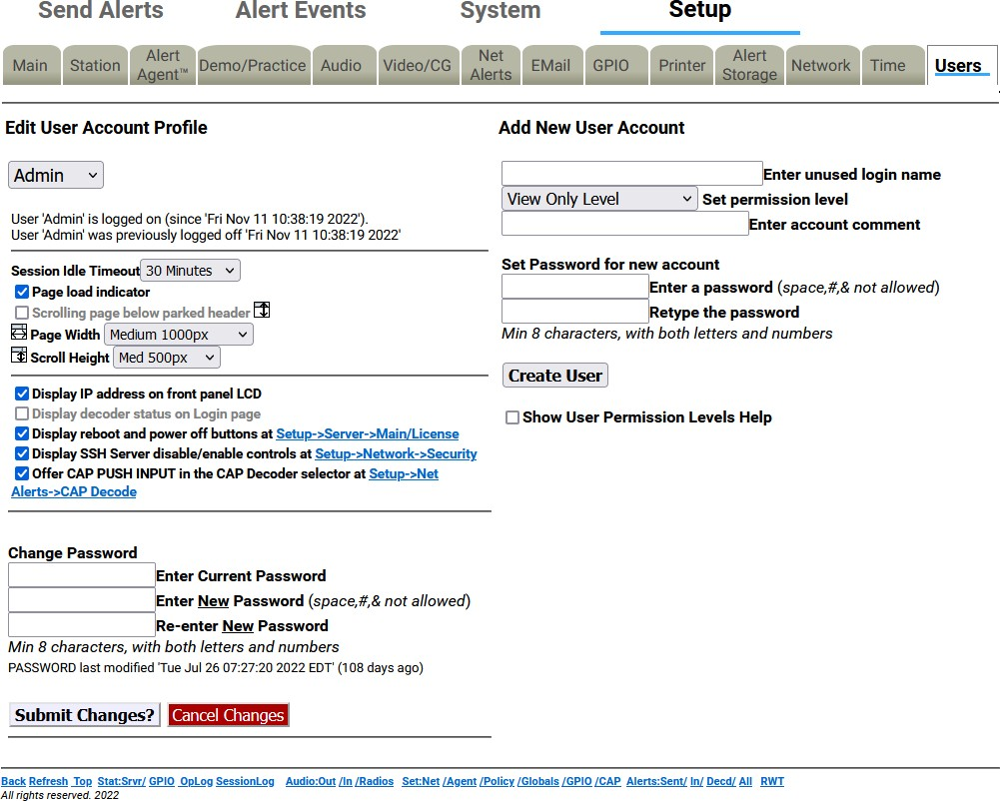 Send Alerts Alert Events System Setup
Main Station Alert Agent™ Demo/Practice Audio Video/CG Net Alerts EMail GPIO Printer Alert Storage Network Time Users
Edit User Account Profile
Admin
User 'Admin' is logged on (since 'Fri Nov 11 10:38:19 2022').
User 'Admin' was previously logged off 'Fri Nov 11 10:38:19 2022'
Session Idle Timeout 30 Minutes
Page load indicator
Scrolling page below parked header
Page Width Medium 1000px
Scroll Height Med 500px
Display IP address on front panel LCD
Display decoder status on Login page
Display reboot and power off buttons at Setup->Server->Main/License
Display SSH Server disable/enable controls at Setup->Network->Security
Offer CAP PUSH INPUT in the CAP Decoder selector at Setup->Net
Alerts->CAP Decode
Change Password
Enter Current Password
Enter New Password (space,#,& not allowed)
Re-enter New Password
Min 8 characters, with both letters and numbers
PASSWORD last modified 'Tue Jul 26 07:27:20 2022 EDT' (108 days ago)
Submit Changes? Cancel Changes
Add New User Account
Enter unused login name
View Only Level Set permission level
Enter account comment
Set Password for new account
Enter a password (space,#,& not allowed)
Retype the password
Min 8 characters, with both letters and numbers
Create User
Show User Permission Levels Help
Back Refresh Top Stat:Srvr/ GPIO OpLog SessionLog Audio:Out /In /Radios Set:Net /Agent /Policy /Globals /GPIO /CAP Alerts:Sent/ In/ Decd/ All RWT
All rights reserved. 2022